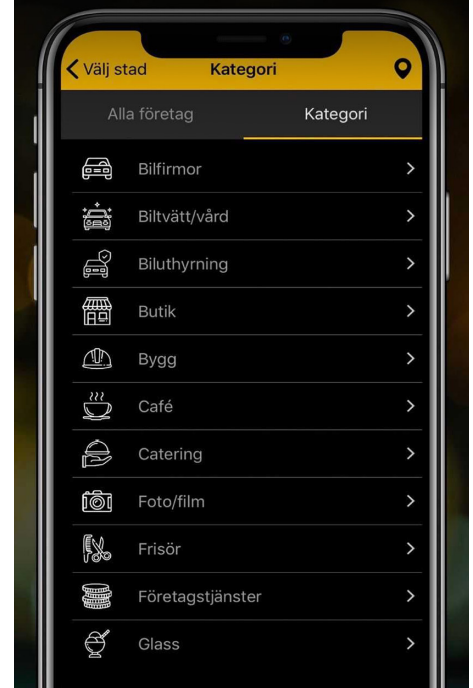 Välj stad
Kategori
Alla företag
Kategori
Bilfirmor
Biltvätt/vård
Biluthyrning
Butik
Bygg
Café
Catering
Foto/film
Frisör
Företagstjänster
Glass